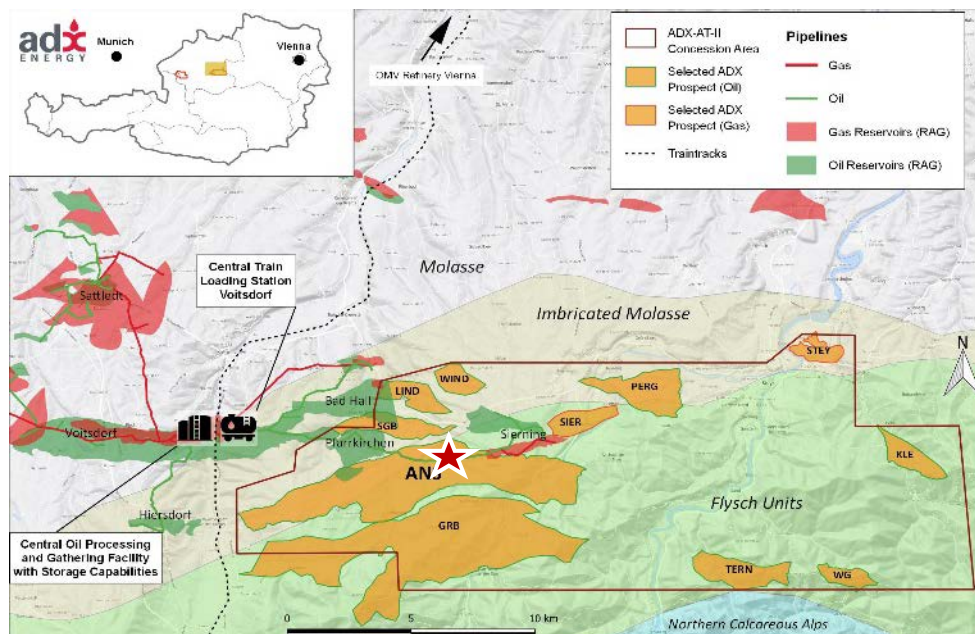 adx
ENERGY
Munich
Vienna
OMV Refinery Vienna
ADX-AT-II
Concession Area
Selected ADX
Prospect (Oil)
Selected ADX
Prospect (Gas)
Traintracks
Pipelines
Gas
Oil
Gas Reservoirs (RAG)
Oil Reservoirs (RAG)
Central Train
Loading Station
Voitsdorf
Molasse
Sattledt
Imbricated Molasse
N
STEY
WIND
LIND
PERG
Bad Hall
SGB
SIER
Voitsdorf
Pfarrkirchen
Sierning
KLE
Hiersdorf
Flysch Units
GRB
Central Oil Processing
and Gathering Facility
with Storage Capabilities
TERN
WG
0 5 10 km
Northern Calcoreous Alps